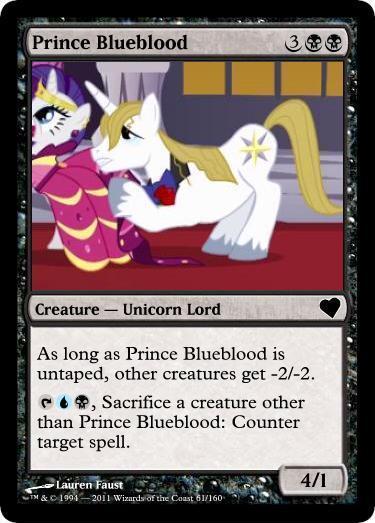 Prince Blueblood 3
Creature — Unicorn Lord
As long as Prince Blueblood is
untaped, other creatures get -2/-2.
, Sacrifice a creature other
than Prince Blueblood: Counter
target spell.
Lauren Faust
™ & © 1994 — 2011 Wizards of the Coast 61/160
4/1